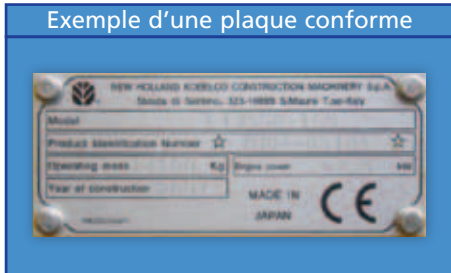 Exemple d'une plaque conforme
NEW HOLLAND KOBELCO CONSTRUCTION MACHINERY S.p.A.
Model
Product Identification Number
Operating mass Kg Engine power kW
Year of construction
MADE IN
JAPAN
CE